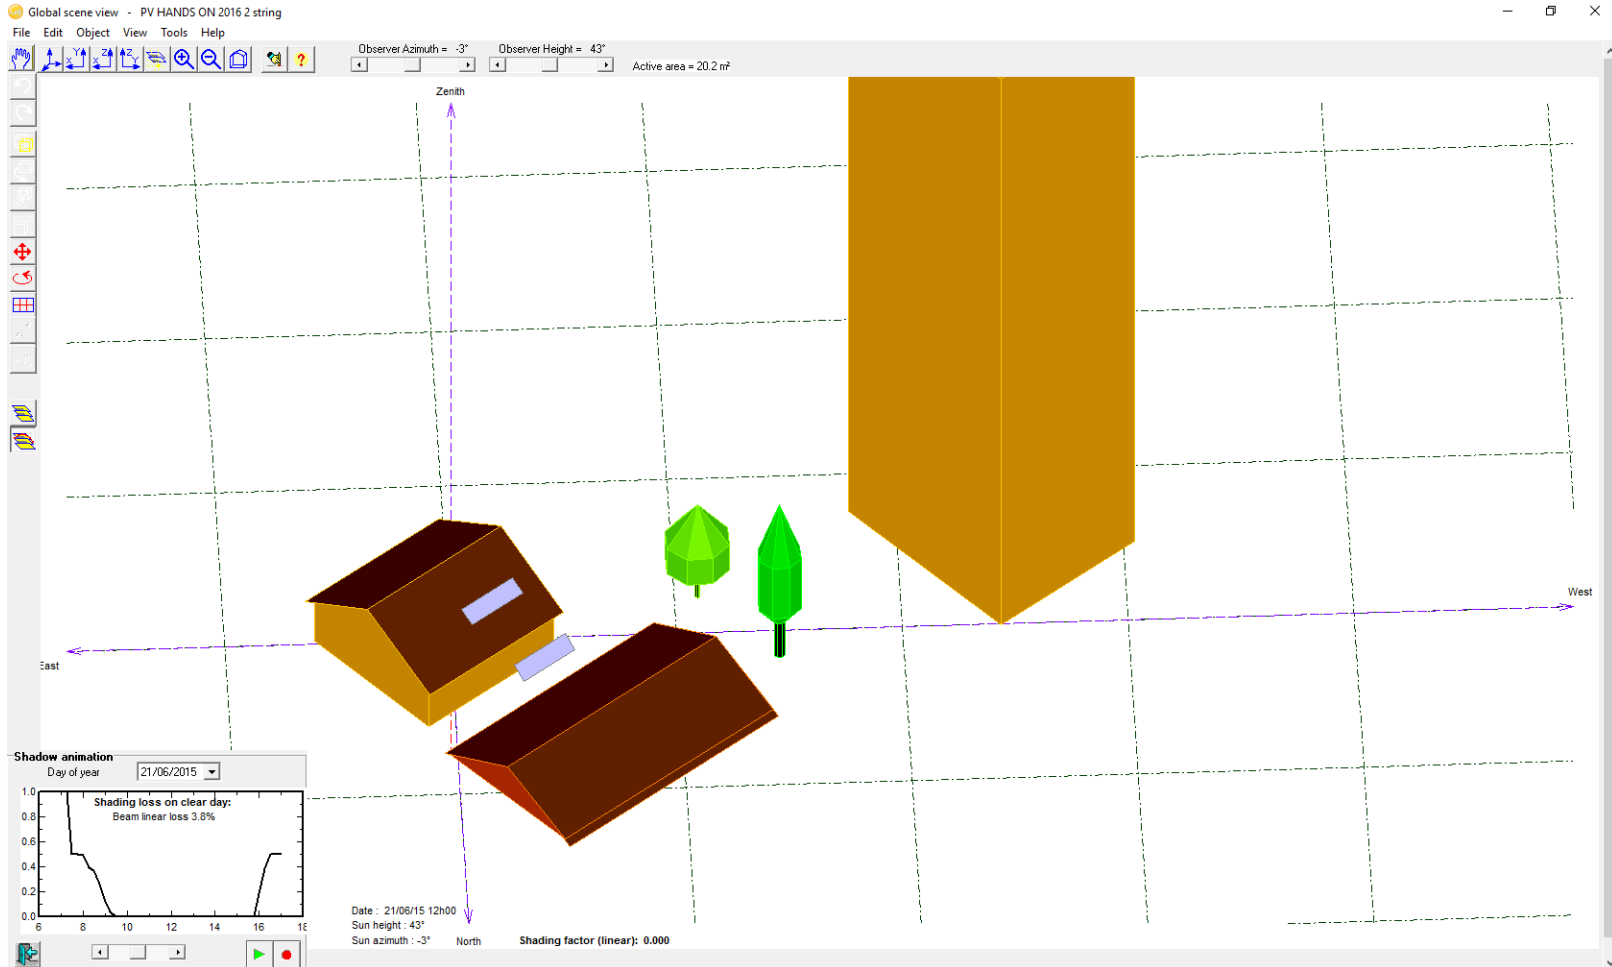 Global scene view - PV HANDS ON 2016 2 string
File Edit Object View Tools Help
Observer Azimuth = -3° Observer Height = 43°
Active area = 20.2 m²
Zenith
West
East
Shadow animation
Day of year 21/06/2015
Shading loss on clear day:
Beam linear loss 3.8%
1.0
0.8
0.6
0.4
0.2
0.0
6 8 10 12 14 16 18
Date : 21/06/15 12h00
Sun height : 43°
Sun azimuth : -3° North Shading factor (linear): 0.000